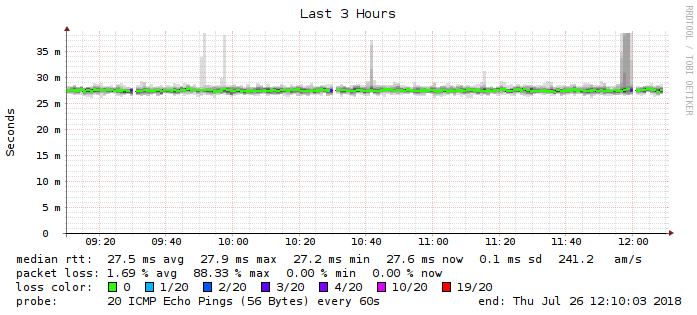 Last 3 Hours
RRDTOOL / TOBI OETIKER
Seconds
35 m
30 m
25 m
20 m
15 m
10 m
5 m
0
09:20 09:40 10:00 10:20 10:40 11:00 11:20 11:40 12:00
median rtt: 27.5 ms avg 27.9 ms max 27.2 ms min 27.6 ms now 0.1 ms sd 241.2 am/s
packet loss: 1.69 % avg 88.33 % max 0.00 % min 0.00 % now
loss color: 0 1/20 2/20 3/20 4/20 10/20 19/20
probe: 20 ICMP Echo Pings (56 Bytes) every 60s end: Thu Jul 26 12:10:03 2018